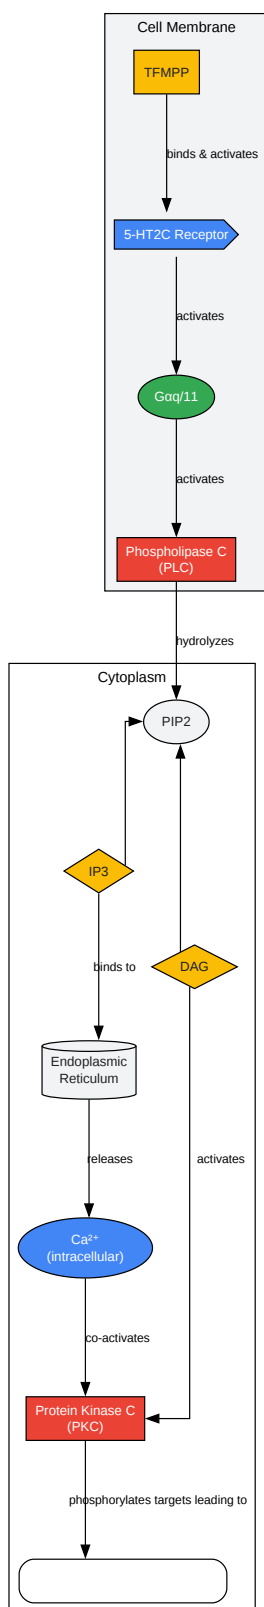 Cell Membrane
TFMPP
binds & activates
5-HT2C Receptor
activates
Gαq/11
activates
Phospholipase C
(PLC)
hydrolyzes
Cytoplasm
PIP2
IP3
DAG
binds to
Endoplasmic
Reticulum
releases
activates
Ca²⁺
(intracellular)
co-activates
Protein Kinase C
(PKC)
phosphorylates targets leading to